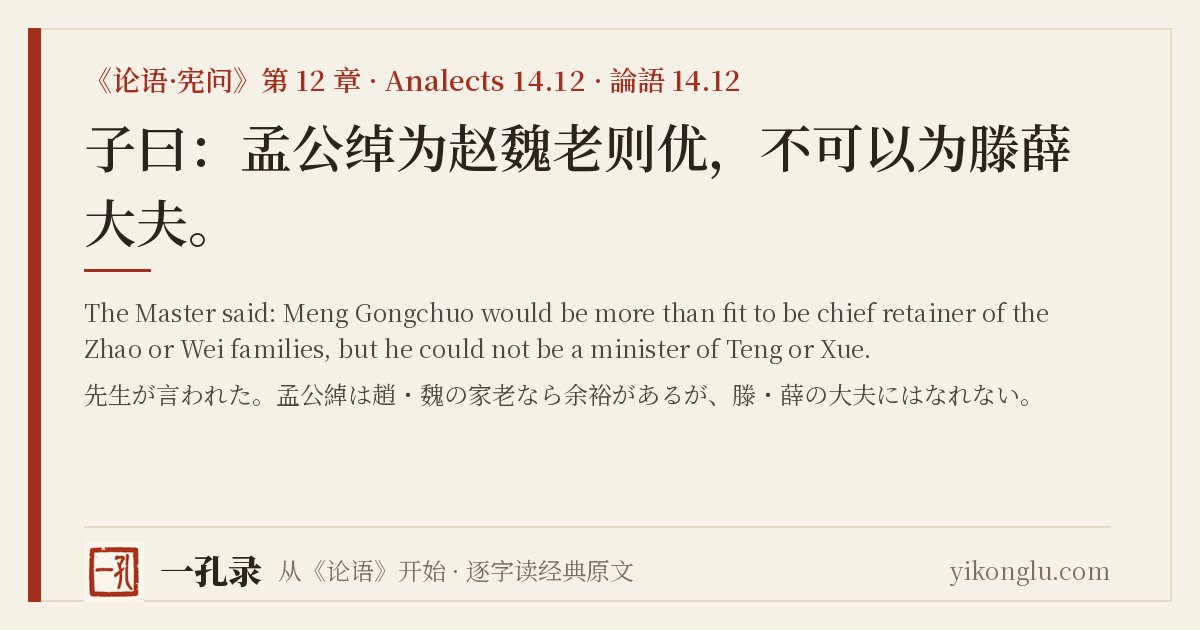 《论语·宪问》第 12 章 · Analects 14.12 · 論語 14.12
子曰：孟公绰为赵魏老则优，不可以为滕薛
大夫。
The Master said: Meng Gongchuo would be more than fit to be chief retainer of the
Zhao or Wei families, but he could not be a minister of Teng or Xue.
先生が言われた。孟公綽は趙・魏の家老なら余裕があるが、滕・薛の大夫にはなれない。
一孔
一孔录 从《论语》开始 · 逐字读经典原文 yikonglu.com